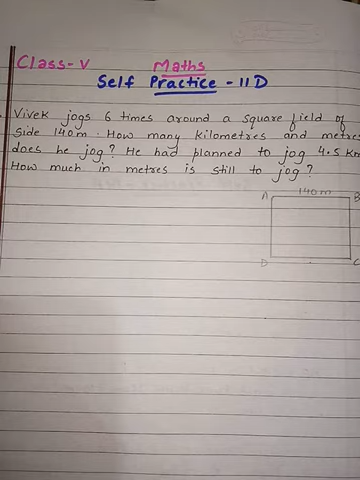 Class-V Maths
Self Practice - 11D
Vivek jogs 6 times around a square field of
side 140m. How many kilometres and metres
does he jog? He had planned to jog 4.5 km
How much in metres is still to jog?
A 140m B
D C